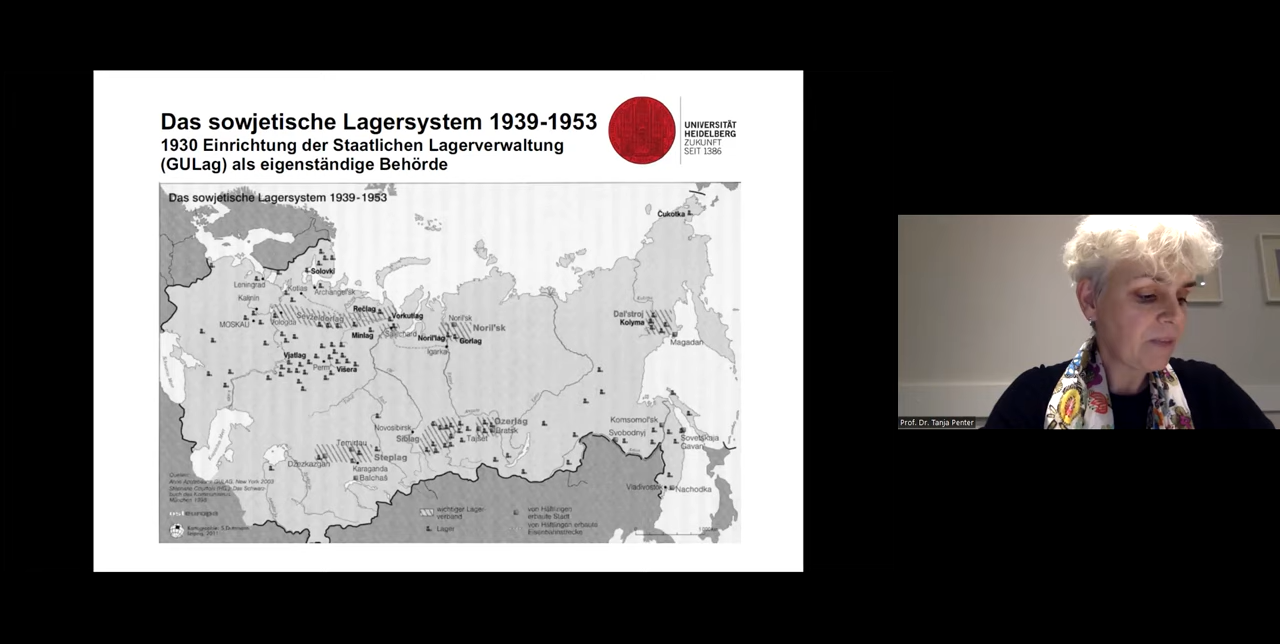 Das sowjetische Lagersystem 1939-1953
1930 Einrichtung der Staatlichen Lagerverwaltung
(GULag) als eigenständige Behörde
UNIVERSITÄT
HEIDELBERG
ZUKUNFT
SEIT 1386
Das sowjetische Lagersystem 1939-1953
Čukotka
Solovki
Leningrad
Archangel'sk
Kalinin
MOSKAU
Vologda
Rečlag
Vorkutlag
Minlag
Noril'sk
Noril'sk
Noril'lag
Gorlag
Igarka
Dal'stroj
Kolyma
Magadan
Vjatlag
Perm'
Višera
Novosibirsk
Siblag
Ozerlag
Bratsk
Tajšet
Komsomol'sk
Svobodnyj
Sovetskaja
Gavan'
Temirtau
Džezkazgan
Steplag
Karaganda
Balchaš
Vladivostok
Nachodka
Quellen:
wichtiger Lager-
verband
Lager
von Häftlingen
erbaute Stadt
von Häftlingen erbaute
Eisenbahnstrecke
Prof. Dr. Tanja Penter